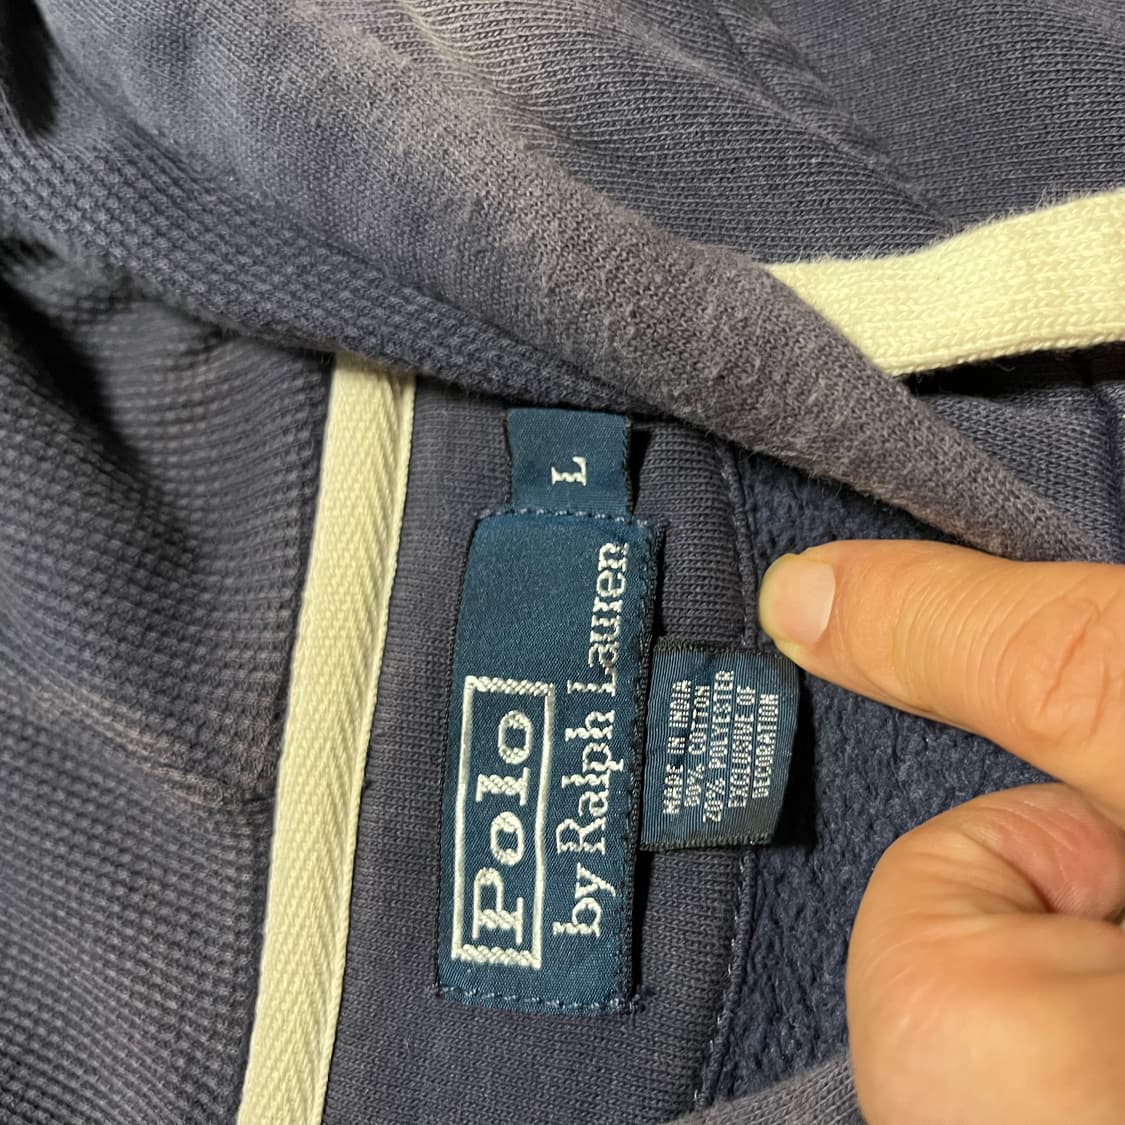 L
Polo
by Ralph Lauren
MADE IN INDIA
80% COTTON
20% POLYESTER
EXCLUSIVE OF
DECORATION